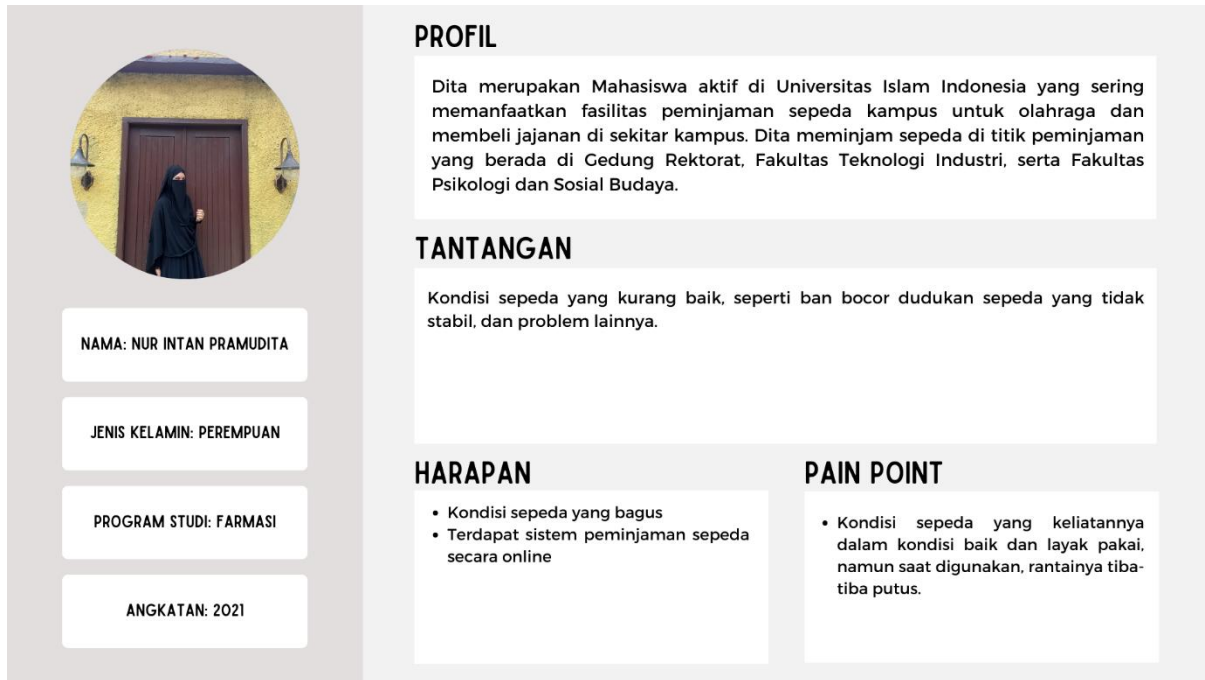 NAMA: NUR INTAN PRAMUDITA
JENIS KELAMIN: PEREMPUAN
PROGRAM STUDI: FARMASI
ANGKATAN: 2021
PROFIL
Dita merupakan Mahasiswa aktif di Universitas Islam Indonesia yang sering
memanfaatkan fasilitas peminjaman sepeda kampus untuk olahraga dan
membeli jajanan di sekitar kampus. Dita meminjam sepeda di titik peminjaman
yang berada di Gedung Rektorat, Fakultas Teknologi Industri, serta Fakultas
Psikologi dan Sosial Budaya.
TANTANGAN
Kondisi sepeda yang kurang baik, seperti ban bocor dudukan sepeda yang tidak
stabil, dan problem lainnya.
HARAPAN
• Kondisi sepeda yang bagus
• Terdapat sistem peminjaman sepeda
secara online
PAIN POINT
• Kondisi sepeda yang keliatannya
dalam kondisi baik dan layak pakai,
namun saat digunakan, rantainya tiba-
tiba putus.